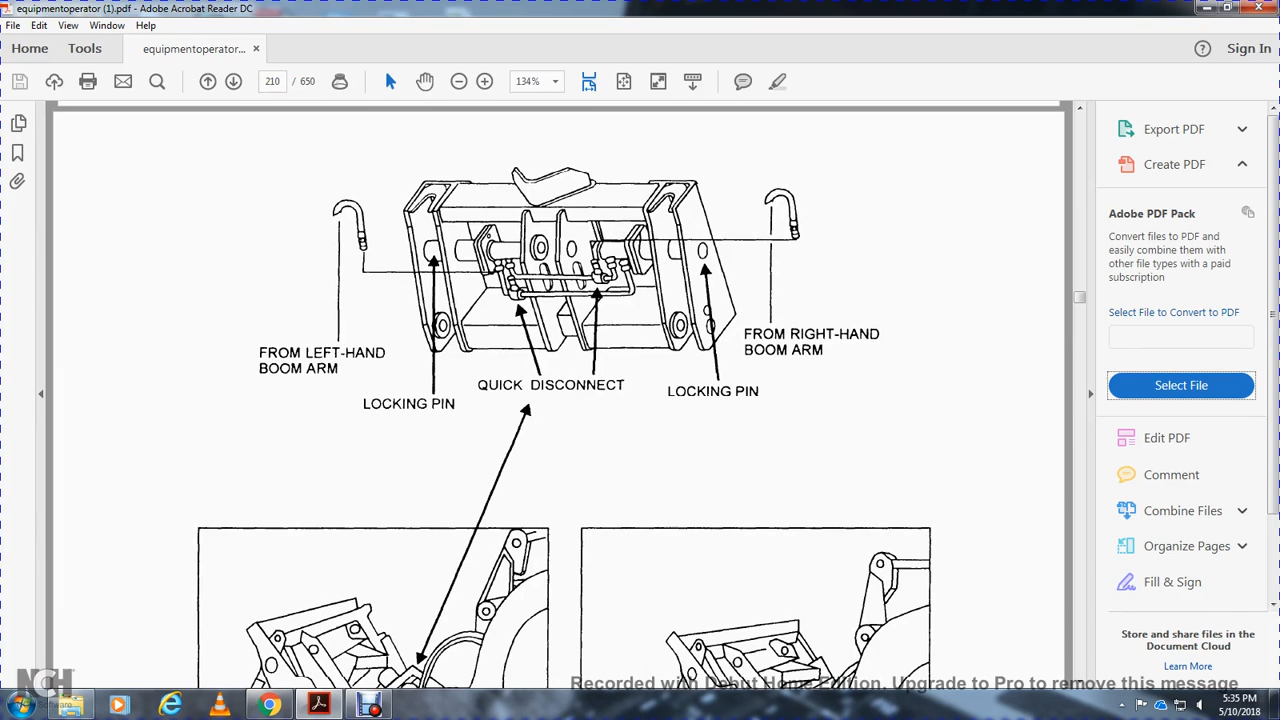 equipmentoperator (1).pdf - Adobe Acrobat Reader DC
File Edit View Window Help
Home Tools equipmentoperator... × Sign In
210 / 650 134%
Export PDF
Create PDF
Adobe PDF Pack
Convert files to PDF and
easily combine them with
other file types with a paid
subscription
Select File to Convert to PDF
Select File
Edit PDF
Comment
Combine Files
Organize Pages
Fill & Sign
Store and share files in the
Document Cloud
Learn More
FROM LEFT-HAND
BOOM ARM
FROM RIGHT-HAND
BOOM ARM
QUICK DISCONNECT
LOCKING PIN
LOCKING PIN
NCH
Software
Recorded with Debut Home Edition. Upgrade to Pro to remove this message
5:35 PM
5/10/2018